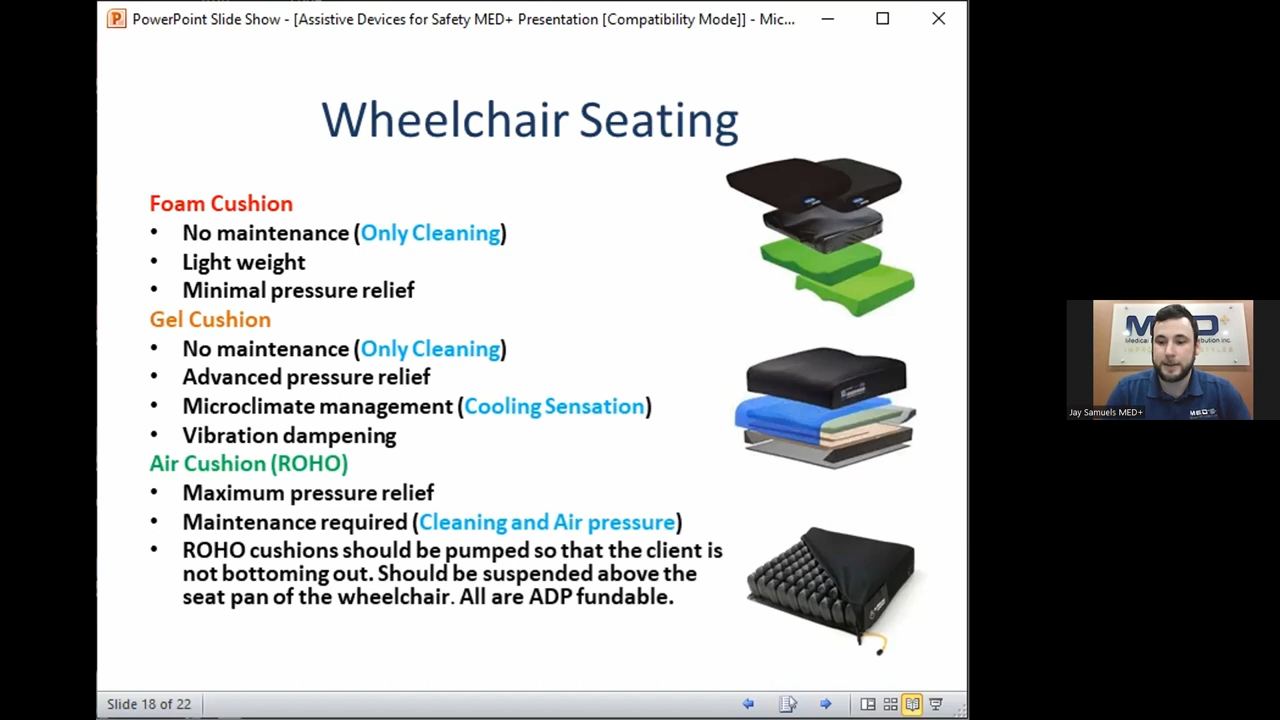 PowerPoint Slide Show - [Assistive Devices for Safety MED+ Presentation [Compatibility Mode]] - Mic...
Wheelchair Seating
Foam Cushion
• No maintenance (Only Cleaning)
• Light weight
• Minimal pressure relief
Gel Cushion
• No maintenance (Only Cleaning)
• Advanced pressure relief
• Microclimate management (Cooling Sensation)
• Vibration dampening
Air Cushion (ROHO)
• Maximum pressure relief
• Maintenance required (Cleaning and Air pressure)
• ROHO cushions should be pumped so that the client is
not bottoming out. Should be suspended above the
seat pan of the wheelchair. All are ADP fundable.
Slide 18 of 22
Jay Samuels MED+